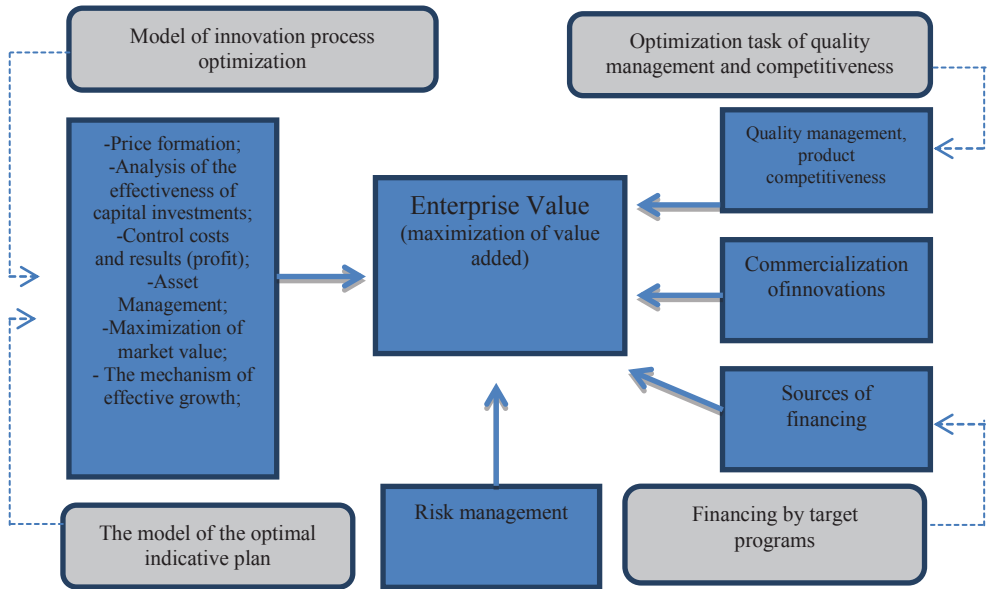 Model of innovation process
optimization
Optimization task of quality
management and competitiveness
-Price formation;
-Analysis of the
effectiveness of
capital investments;
-Control costs
and results (profit);
-Asset
Management;
-Maximization of
market value;
- The mechanism of
effective growth;
Enterprise Value
(maximization of value
added)
Quality management,
product
competitiveness
Commercialization
ofinnovations
Sources of
financing
Risk management
The model of the optimal
indicative plan
Financing by target
programs